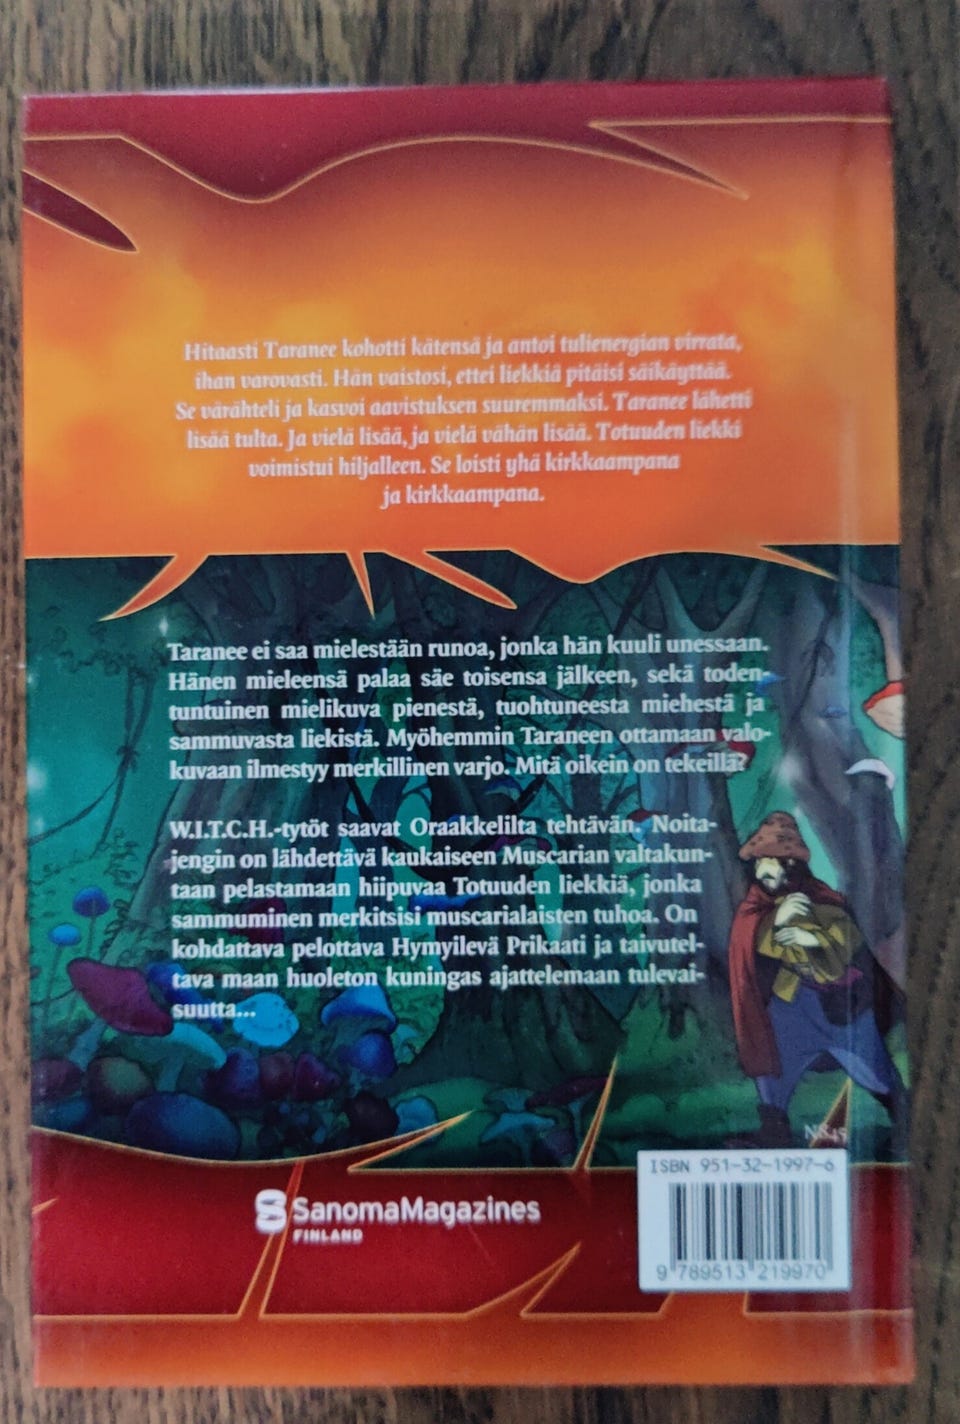 Hitaasti Taranee kohotti kätensä ja antoi tulienergian virrata,
ihan varovasti. Hän vaistosi, ettei liekkiä pitäisi säikäyttää.
Se värähteli ja kasvoi aavistuksen suuremmaksi. Taranee lähetti
lisää tulta. Ja vielä lisää, ja vielä vähän lisää. Totuuden liekki
voimistui hiljalleen. Se loisti yhä kirkkaampana
ja kirkkaampana.
Taranee ei saa mielestään runoa, jonka hän kuuli unessaan.
Hänen mieleensä palaa säe toisensa jälkeen, sekä toden-
tuntuinen mielikuva pienestä, tuohtuneesta miehestä ja
sammuvasta liekistä. Myöhemmin Taraneen ottamaan valo-
kuvaan ilmestyy merkillinen varjo. Mitä oikein on tekeillä?
W.I.T.C.H.-tytöt saavat Oraakkelilta tehtävän. Noita-
jengin on lähdettävä kaukaiseen Muscarian valtakun-
taan pelastamaan hiipuvaa Totuuden liekkiä, jonka
sammuminen merkitsisi muscarialaisten tuhoa. On
kohdattava pelottava Hymyilevä Prikaati ja taivutel-
tava maan huoleton kuningas ajattelemaan tulevai-
suutta...
SanomaMagazines
FINLAND
ISBN 951-32-1997-6
9 789513 219970